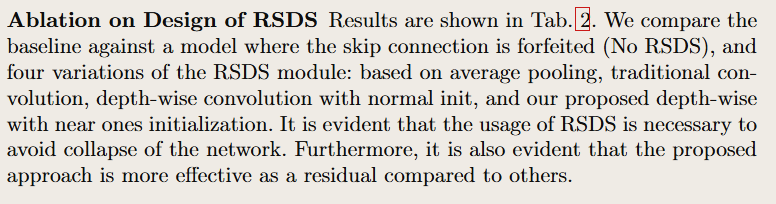 Ablation on Design of RSDS Results are shown in Tab. 2. We compare the
baseline against a model where the skip connection is forfeited (No RSDS), and
four variations of the RSDS module: based on average pooling, traditional con-
volution, depth-wise convolution with normal init, and our proposed depth-wise
with near ones initialization. It is evident that the usage of RSDS is necessary to
avoid collapse of the network. Furthermore, it is also evident that the proposed
approach is more effective as a residual compared to others.